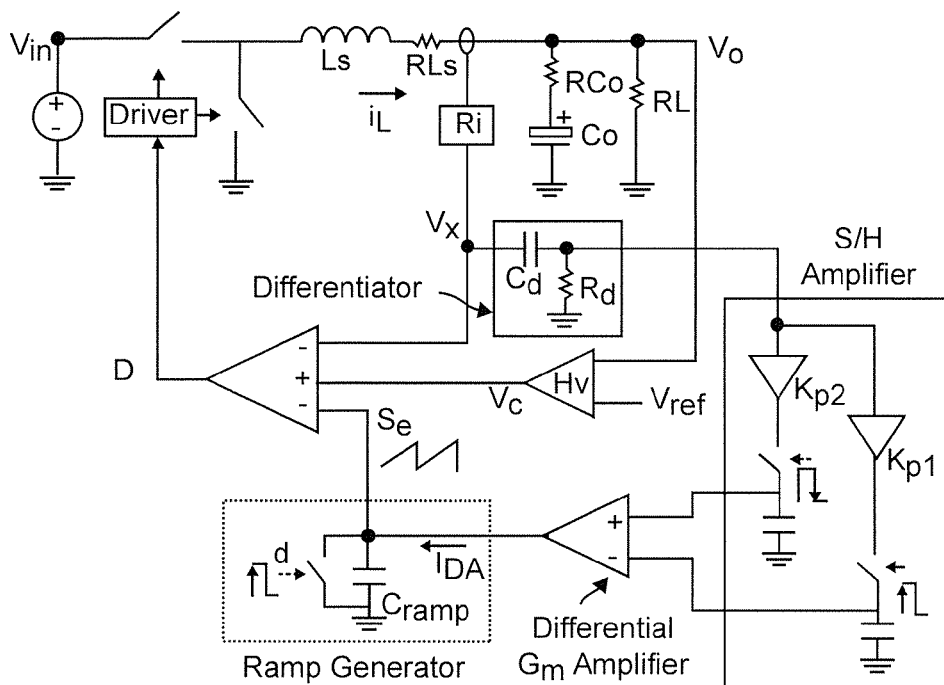 Vin
+
-
Driver
Ls
RLs
iL
Ri
RCo
+
Co
RL
Vo
Vx
Cd
Rd
Differentiator
S/H
Amplifier
D
-
+
-
Vc
Hv
Vref
Se
Kp2
Kp1
d
Cramp
IDA
+
-
Ramp Generator
Differential
Gm Amplifier